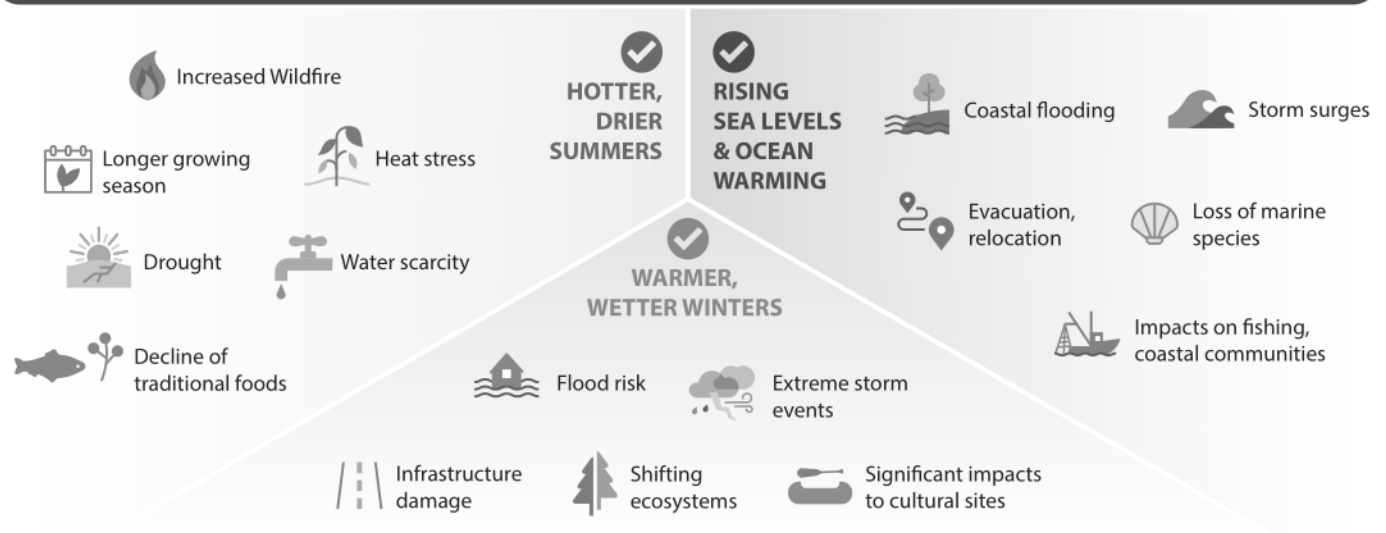 Increased Wildfire
Longer growing
season
Heat stress
Drought
Water scarcity
Decline of
traditional foods
HOTTER,
DRIER
SUMMERS
RISING
SEA LEVELS
& OCEAN
WARMING
Coastal flooding
Storm surges
Evacuation,
relocation
Loss of marine
species
Impacts on fishing,
coastal communities
WARMER,
WETTER WINTERS
Flood risk
Extreme storm
events
Infrastructure
damage
Shifting
ecosystems
Significant impacts
to cultural sites